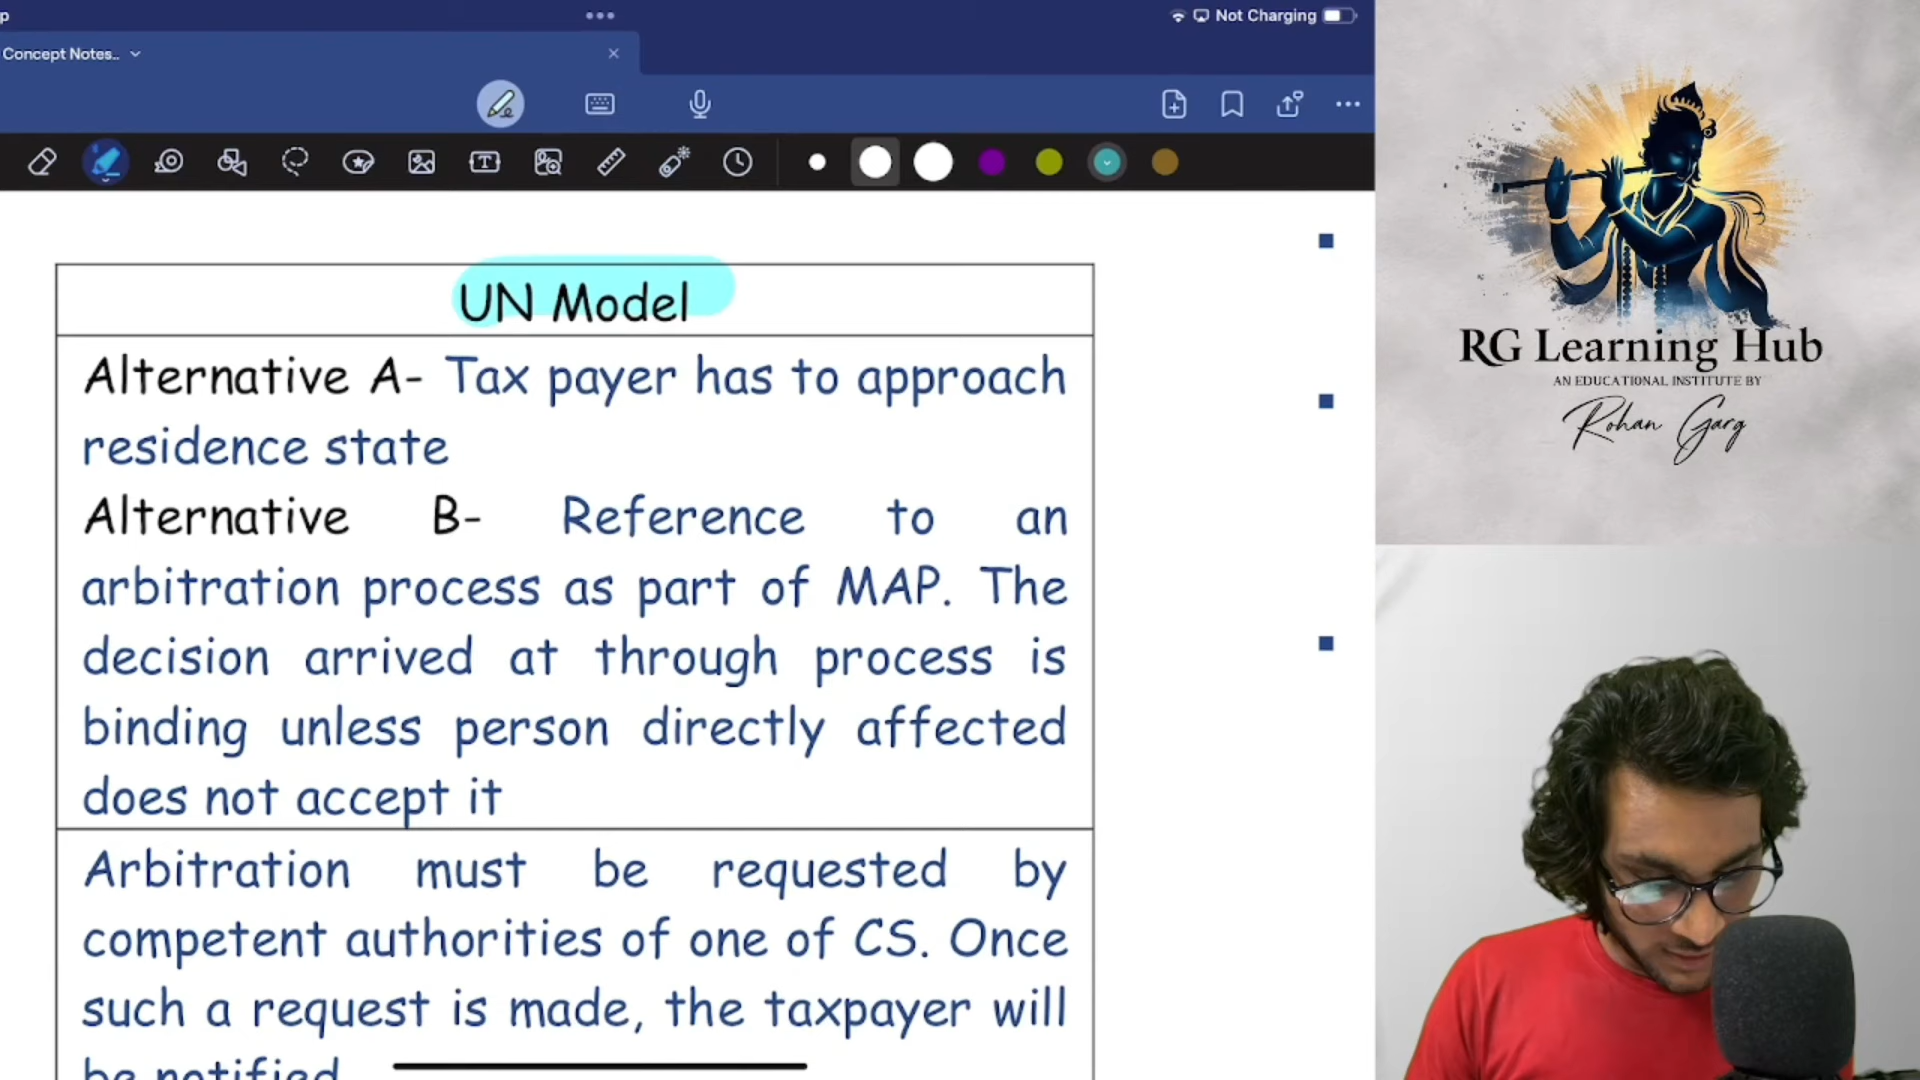 Not Charging
Concept Notes..
UN Model
Alternative A- Tax payer has to approach
residence state
Alternative B- Reference to an
arbitration process as part of MAP. The
decision arrived at through process is
binding unless person directly affected
does not accept it
Arbitration must be requested by
competent authorities of one of CS. Once
such a request is made, the taxpayer will
be notified
RG Learning Hub
AN EDUCATIONAL INSTITUTE BY
Rohan Garg